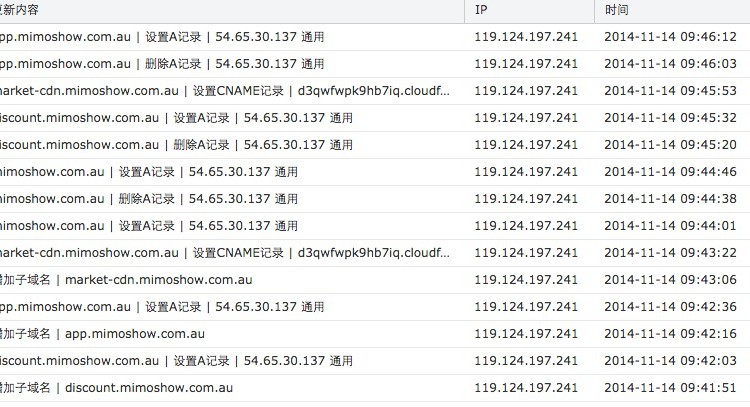 更新内容 IP 时间
app.mimoshow.com.au | 设置A记录 | 54.65.30.137 通用 119.124.197.241 2014-11-14 09:46:12
app.mimoshow.com.au | 删除A记录 | 54.65.30.137 通用 119.124.197.241 2014-11-14 09:46:03
market-cdn.mimoshow.com.au | 设置CNAME记录 | d3qwfwpk9hb7iq.cloudf... 119.124.197.241 2014-11-14 09:45:53
discount.mimoshow.com.au | 设置A记录 | 54.65.30.137 通用 119.124.197.241 2014-11-14 09:45:32
discount.mimoshow.com.au | 删除A记录 | 54.65.30.137 通用 119.124.197.241 2014-11-14 09:45:20
mimoshow.com.au | 设置A记录 | 54.65.30.137 通用 119.124.197.241 2014-11-14 09:44:46
mimoshow.com.au | 删除A记录 | 54.65.30.137 通用 119.124.197.241 2014-11-14 09:44:38
mimoshow.com.au | 设置A记录 | 54.65.30.137 通用 119.124.197.241 2014-11-14 09:44:01
market-cdn.mimoshow.com.au | 设置CNAME记录 | d3qwfwpk9hb7iq.cloudf... 119.124.197.241 2014-11-14 09:43:22
增加子域名 | market-cdn.mimoshow.com.au 119.124.197.241 2014-11-14 09:43:06
app.mimoshow.com.au | 设置A记录 | 54.65.30.137 通用 119.124.197.241 2014-11-14 09:42:36
增加子域名 | app.mimoshow.com.au 119.124.197.241 2014-11-14 09:42:16
discount.mimoshow.com.au | 设置A记录 | 54.65.30.137 通用 119.124.197.241 2014-11-14 09:42:03
增加子域名 | discount.mimoshow.com.au 119.124.197.241 2014-11-14 09:41:51